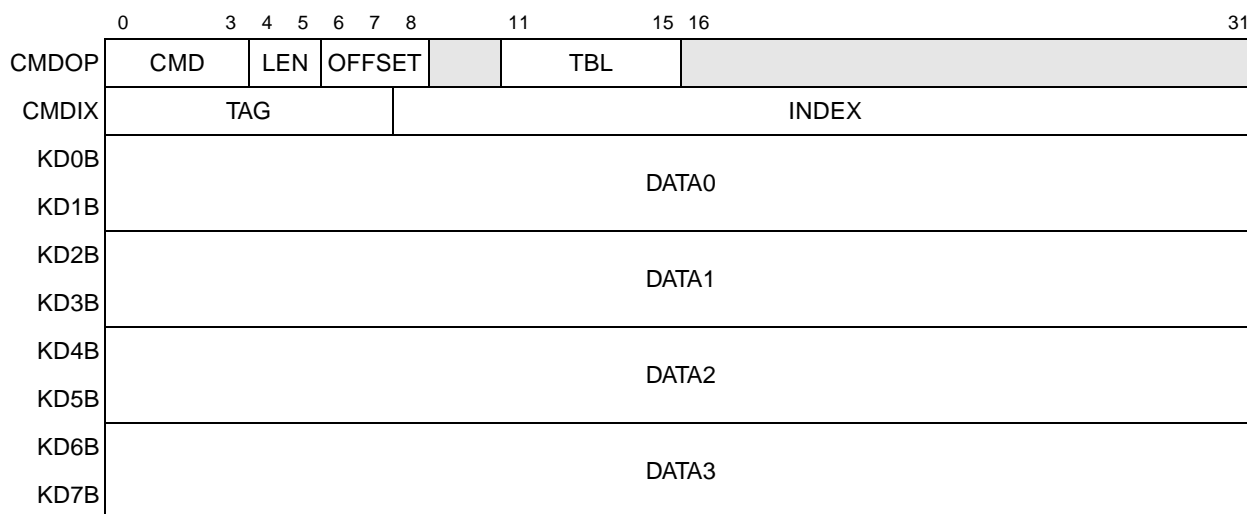 0 3 4 5 6 7 8 11 15 16 31
CMDOP CMD LEN OFFSET TBL
CMDIX TAG INDEX
KD0B
DATA0
KD1B
KD2B
DATA1
KD3B
KD4B
DATA2
KD5B
KD6B
DATA3
KD7B